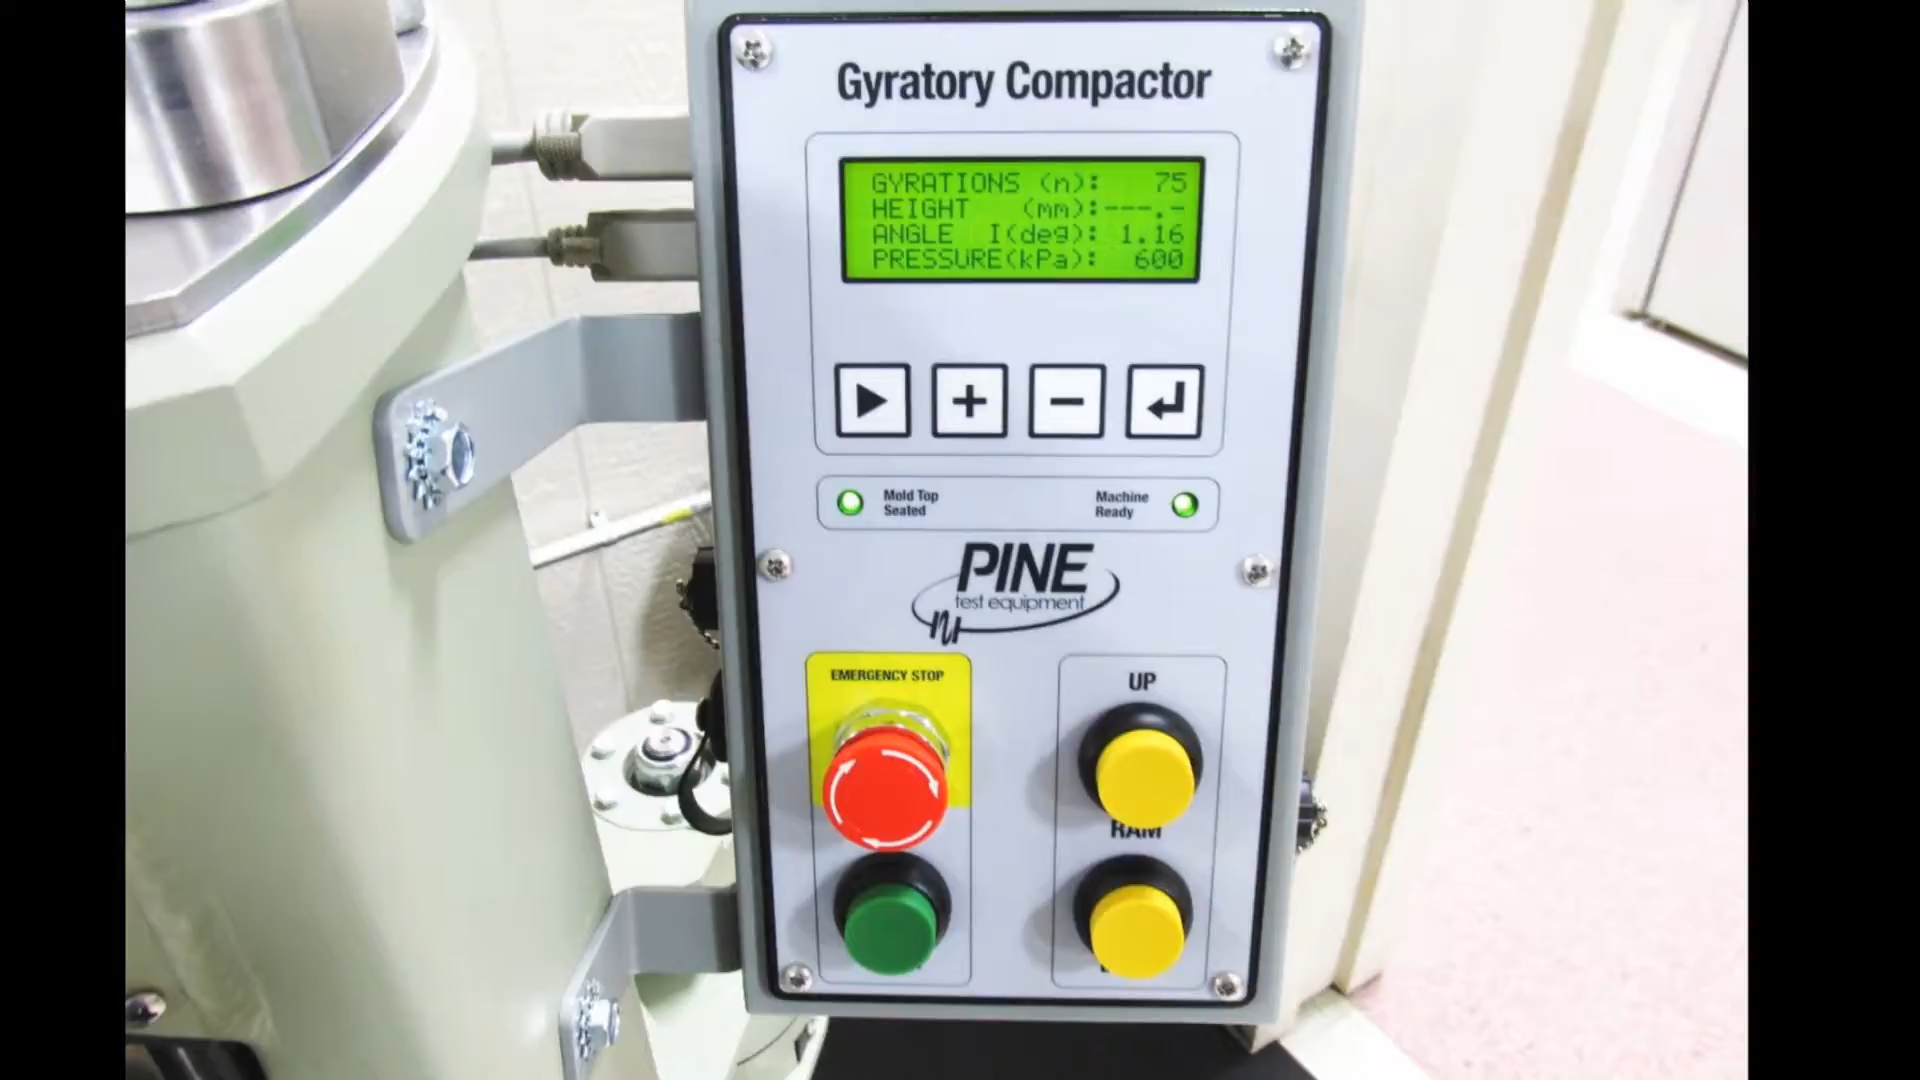 Gyratory Compactor
GYRATIONS (n): 75
HEIGHT (mm):---.-
ANGLE I(deg): 1.16
PRESSURE(kPa): 600
Mold Top
Seated
Machine
Ready
PINE
test equipment
EMERGENCY STOP
UP
RAM